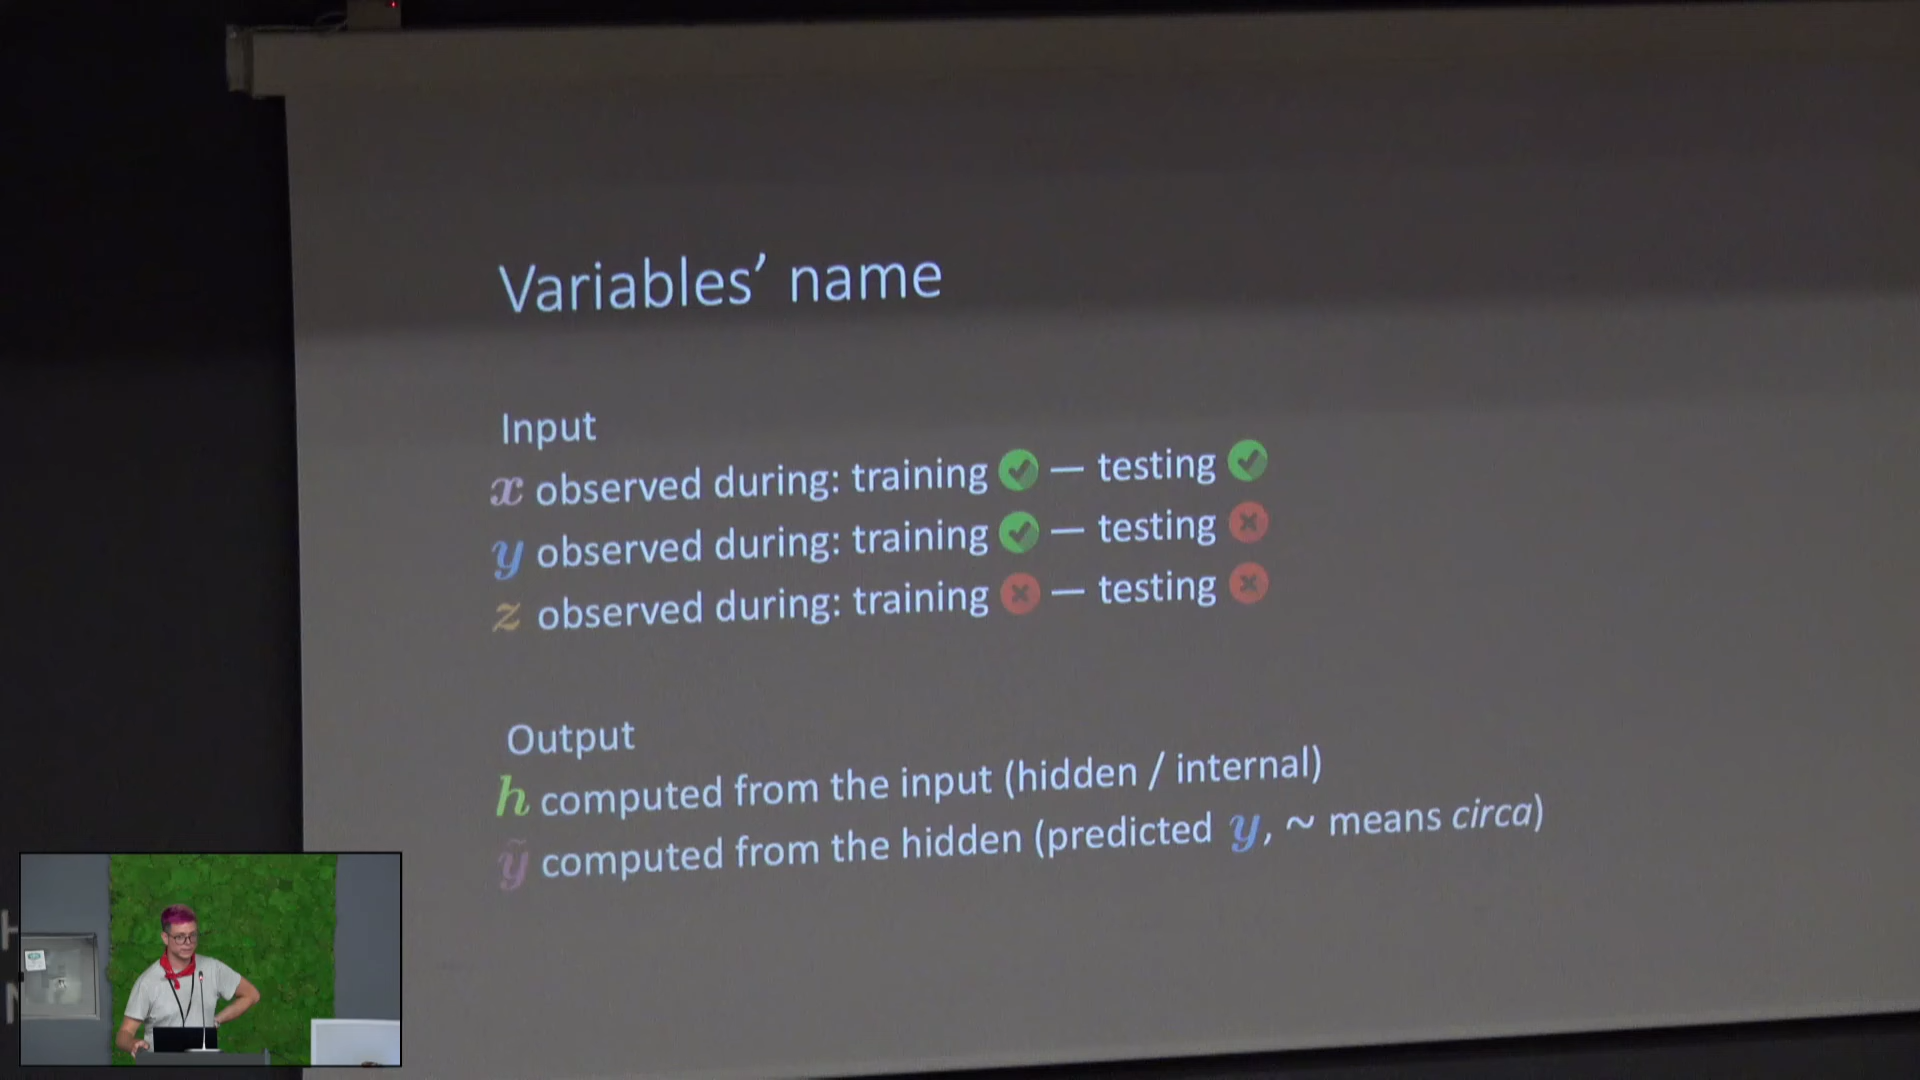 Variables’ name
Input
x observed during: training ✓ — testing ✓
y observed during: training ✓ — testing ✗
z observed during: training ✗ — testing ✗
Output
h computed from the input (hidden / internal)
ỹ computed from the hidden (predicted y, ~ means circa)